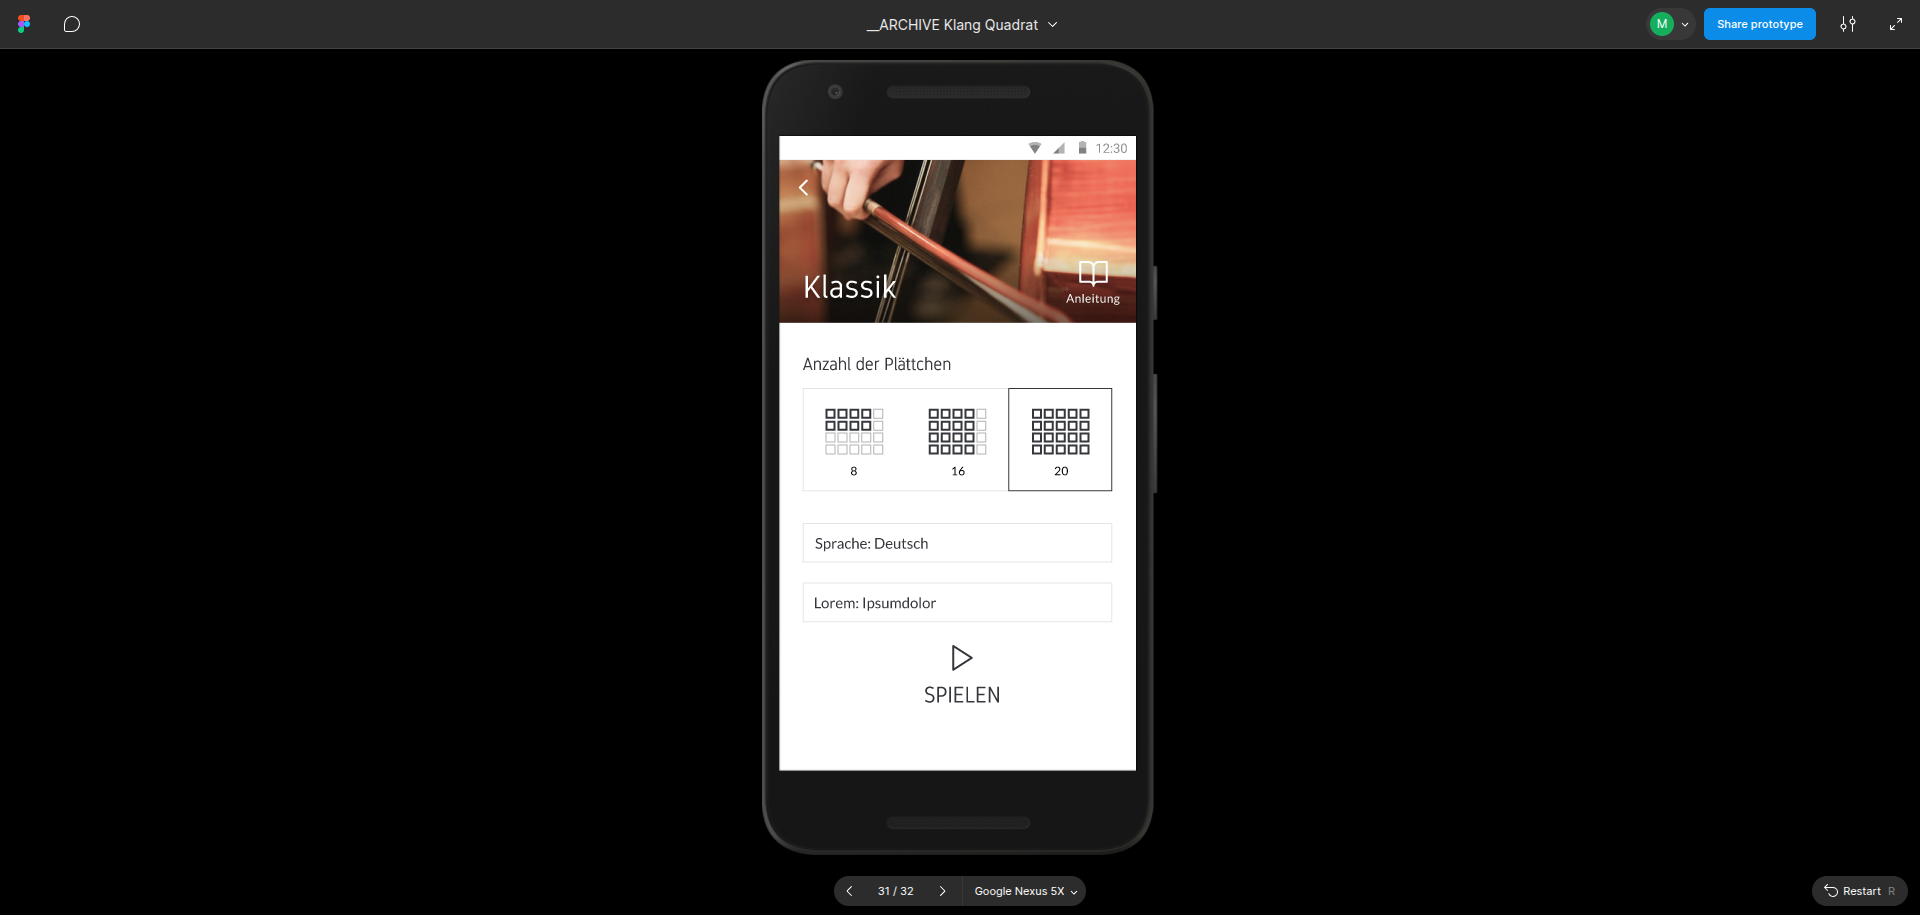 __ARCHIVE Klang Quadrat
M
Share prototype
12:30
Klassik
Anleitung
Anzahl der Plättchen
8
16
20
Sprache: Deutsch
Lorem: Ipsumdolor
SPIELEN
31 / 32
Google Nexus 5X
Restart R